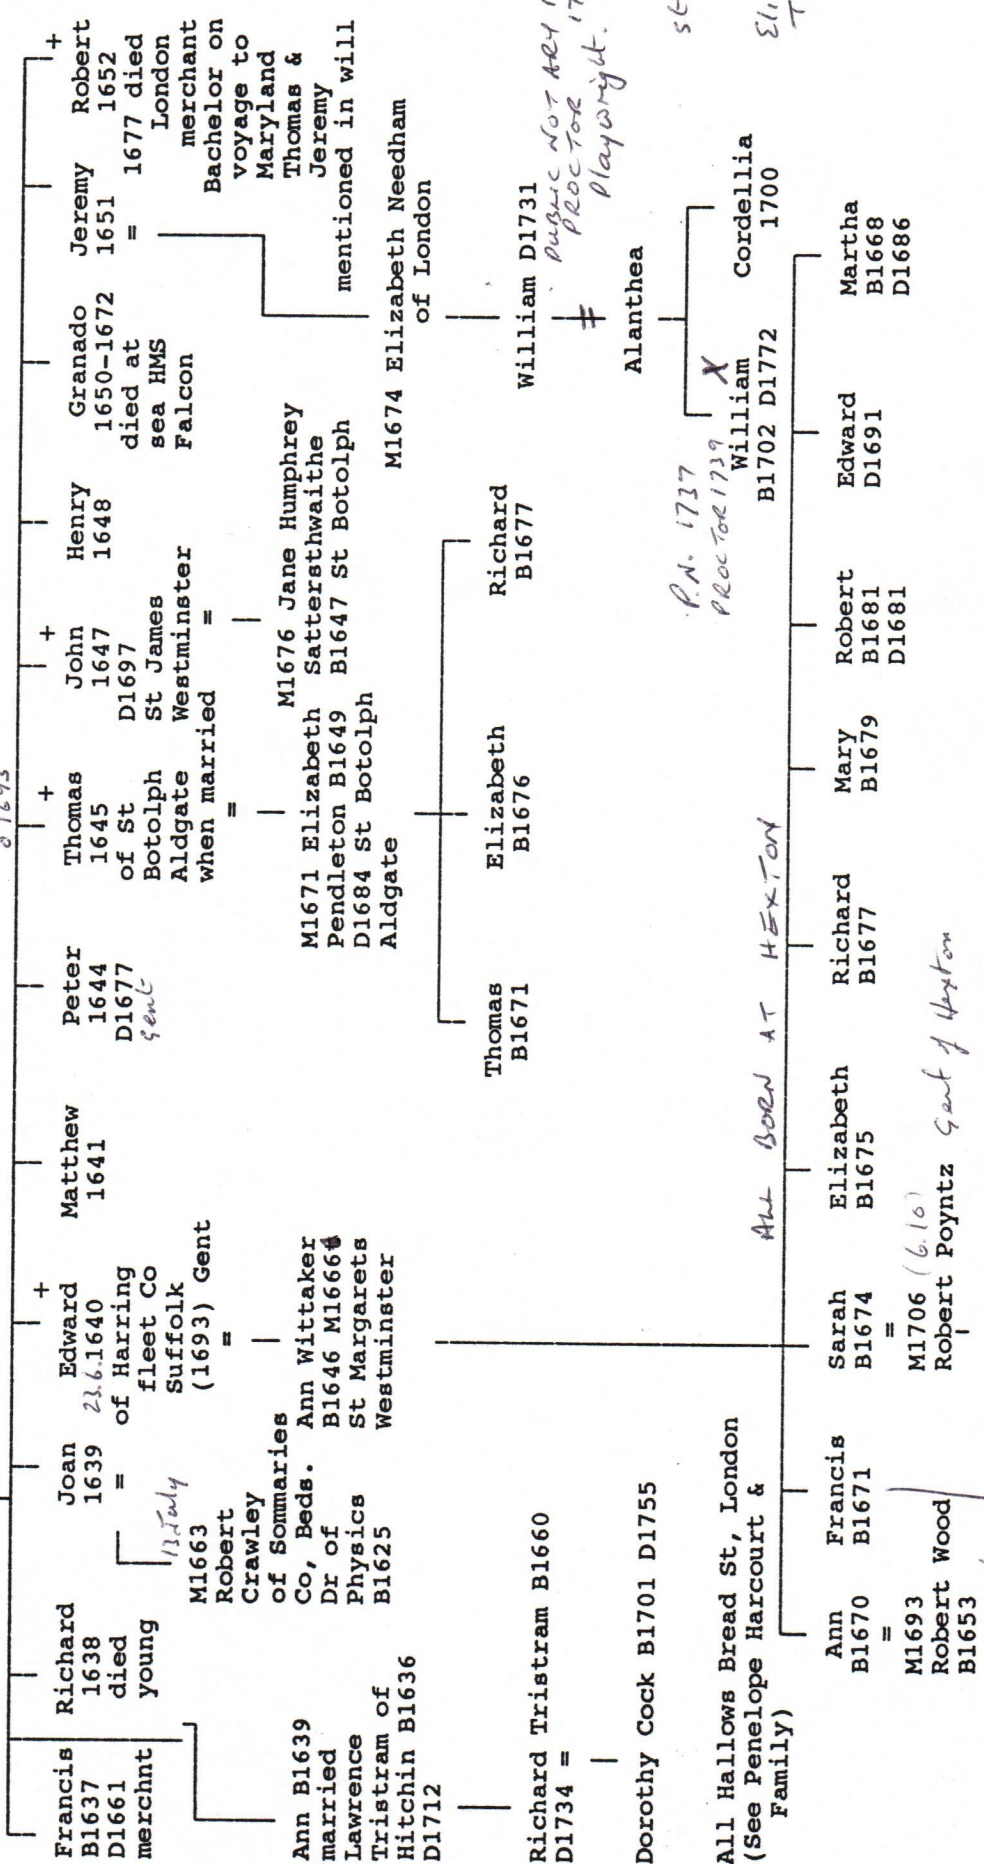 0 1693
Francis
B1637
D1661
merchnt
Richard
1638
died
young
Joan
1639
=
13 July
M1663
Robert
Crawley
of Sommaries
Co, Beds.
Dr of
Physics
B1625
+
Edward
23.6.1640
of Harring
fleet Co
Suffolk
(1693) Gent
=
Ann Wittaker
B1646 M1666
St Margarets
Westminster
Matthew
1641
Peter
1644
D1677
Gent
+
Thomas
1645
of St
Botolph
Aldgate
when married
=
M1671 Elizabeth
Pendleton B1649
D1684 St Botolph
Aldgate
+
John
1647
D1697
St James
Westminster
=
M1676 Jane Humphrey
Sattersthwaithe
B1647 St Botolph
Henry
1648
Granado
1650-1672
died at
sea HMS
Falcon
Jeremy
1651
=
+
Robert
1652
1677 died
London
merchant
Bachelor on
voyage to
Maryland
Thomas &
Jeremy
mentioned in will
M1674 Elizabeth Needham
of London
William D1731
PUBLIC NOTARY
PROCTOR
Playwright.
=
Alanthea
P.N. 1737
PROCTOR 1739
William X
B1702 D1772
Cordellia
1700
Thomas
B1671
Elizabeth
B1676
Richard
B1677
Ann B1639
married
Lawrence
Tristram of
Hitchin B1636
D1712
Richard Tristram B1660
D1734 =
Dorothy Cock B1701 D1755
All Hallows Bread St, London
(See Penelope Harcourt &
Family)
ALL BORN AT HEXTON
Ann
B1670
=
M1693
Robert Wood
B1653
Francis
B1671
Sarah
B1674
=
M1706 (6.10)
Robert Poyntz Gent of Hexton
Elizabeth
B1675
Richard
B1677
Mary
B1679
Robert
B1681
D1681
Edward
D1691
Martha
B1668
D1686